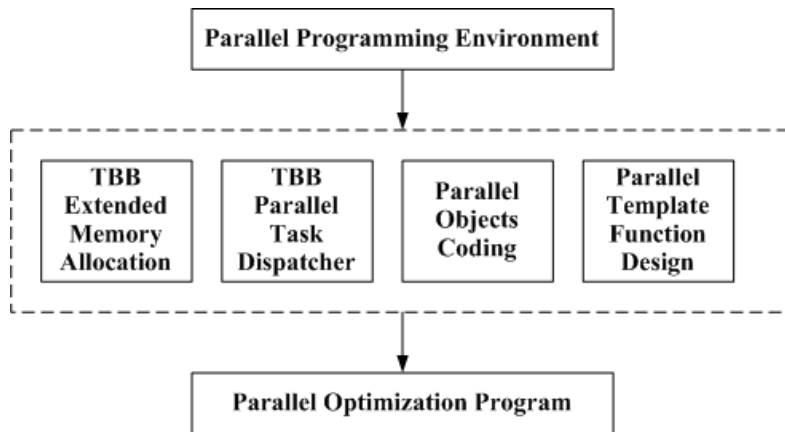 Parallel Programming Environment
TBB
Extended
Memory
Allocation
TBB
Parallel
Task
Dispatcher
Parallel
Objects
Coding
Parallel
Template
Function
Design
Parallel Optimization Program